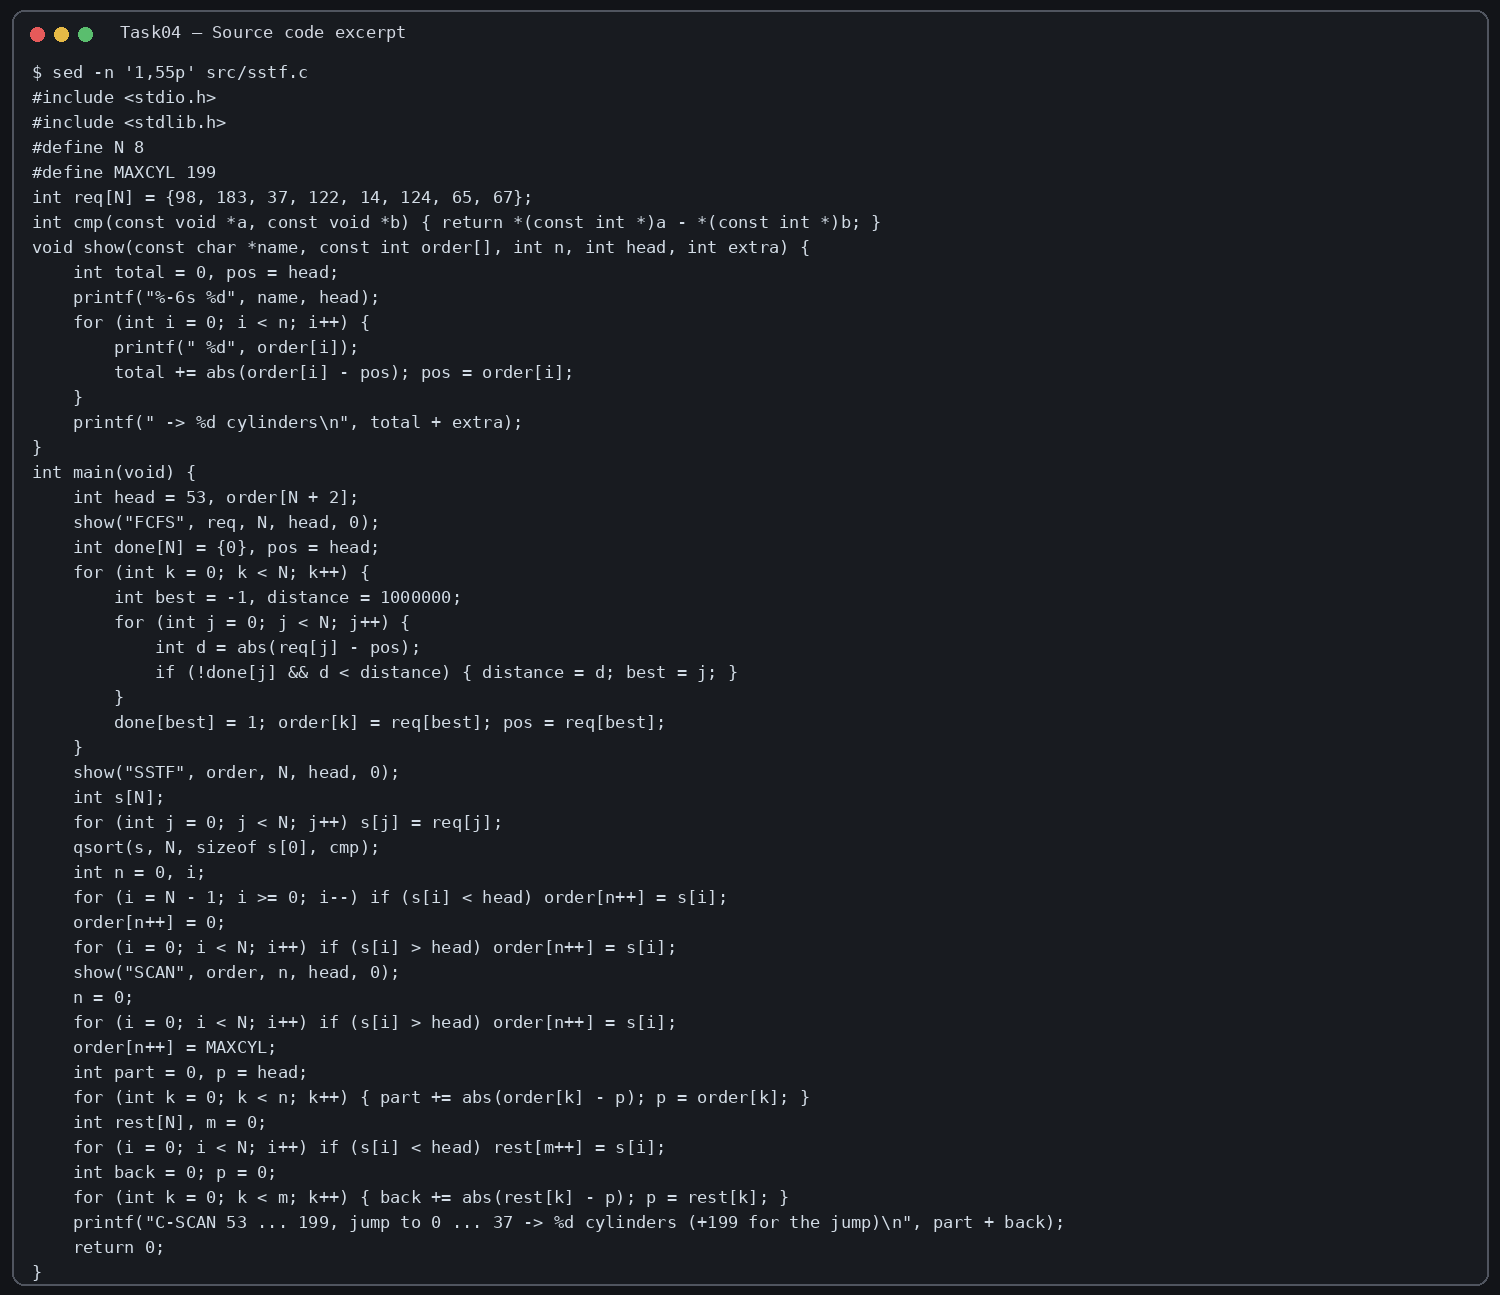 Task04 — Source code excerpt
$ sed -n '1,55p' src/sstf.c
#include <stdio.h>
#include <stdlib.h>
#define N 8
#define MAXCYL 199
int req[N] = {98, 183, 37, 122, 14, 124, 65, 67};
int cmp(const void *a, const void *b) { return *(const int *)a - *(const int *)b; }
void show(const char *name, const int order[], int n, int head, int extra) {
    int total = 0, pos = head;
    printf("%-6s %d", name, head);
    for (int i = 0; i < n; i++) {
        printf(" %d", order[i]);
        total += abs(order[i] - pos); pos = order[i];
    }
    printf(" -> %d cylinders\n", total + extra);
}
int main(void) {
    int head = 53, order[N + 2];
    show("FCFS", req, N, head, 0);
    int done[N] = {0}, pos = head;
    for (int k = 0; k < N; k++) {
        int best = -1, distance = 1000000;
        for (int j = 0; j < N; j++) {
            int d = abs(req[j] - pos);
            if (!done[j] && d < distance) { distance = d; best = j; }
        }
        done[best] = 1; order[k] = req[best]; pos = req[best];
    }
    show("SSTF", order, N, head, 0);
    int s[N];
    for (int j = 0; j < N; j++) s[j] = req[j];
    qsort(s, N, sizeof s[0], cmp);
    int n = 0, i;
    for (i = N - 1; i >= 0; i--) if (s[i] < head) order[n++] = s[i];
    order[n++] = 0;
    for (i = 0; i < N; i++) if (s[i] > head) order[n++] = s[i];
    show("SCAN", order, n, head, 0);
    n = 0;
    for (i = 0; i < N; i++) if (s[i] > head) order[n++] = s[i];
    order[n++] = MAXCYL;
    int part = 0, p = head;
    for (int k = 0; k < n; k++) { part += abs(order[k] - p); p = order[k]; }
    int rest[N], m = 0;
    for (i = 0; i < N; i++) if (s[i] < head) rest[m++] = s[i];
    int back = 0; p = 0;
    for (int k = 0; k < m; k++) { back += abs(rest[k] - p); p = rest[k]; }
    printf("C-SCAN 53 ... 199, jump to 0 ... 37 -> %d cylinders (+199 for the jump)\n", part + back);
    return 0;
}